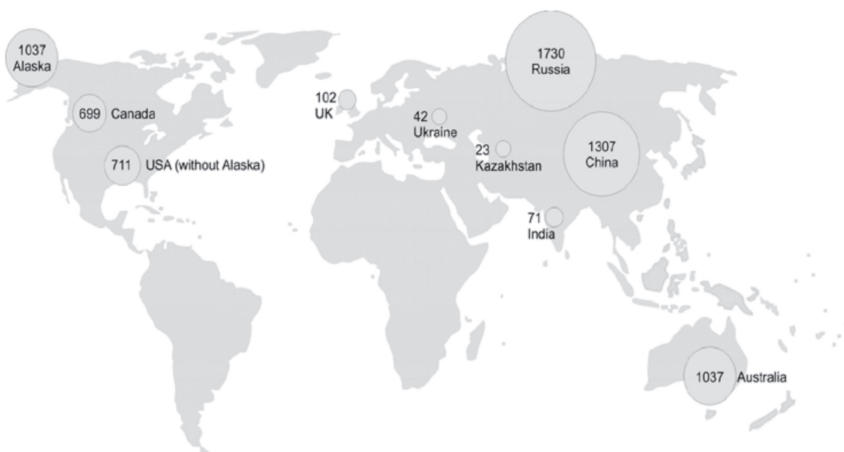 1037
Alaska
699 Canada
711 USA (without Alaska)
102
UK
42
Ukraine
23
Kazakhstan
1730
Russia
1307
China
71
India
1037 Australia